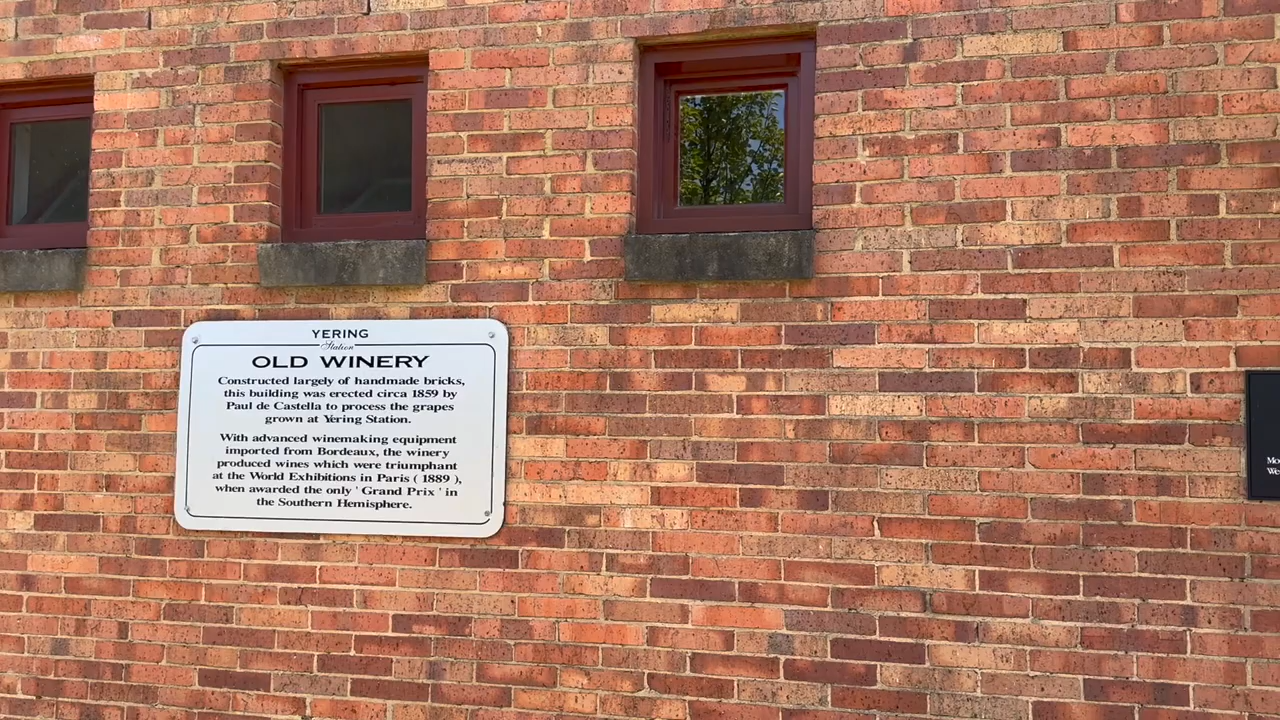 YERING
Station
OLD WINERY
Constructed largely of handmade bricks,
this building was erected circa 1859 by
Paul de Castella to process the grapes
grown at Yering Station.
With advanced winemaking equipment
imported from Bordeaux, the winery
produced wines which were triumphant
at the World Exhibitions in Paris ( 1889 ),
when awarded the only ' Grand Prix ' in
the Southern Hemisphere.